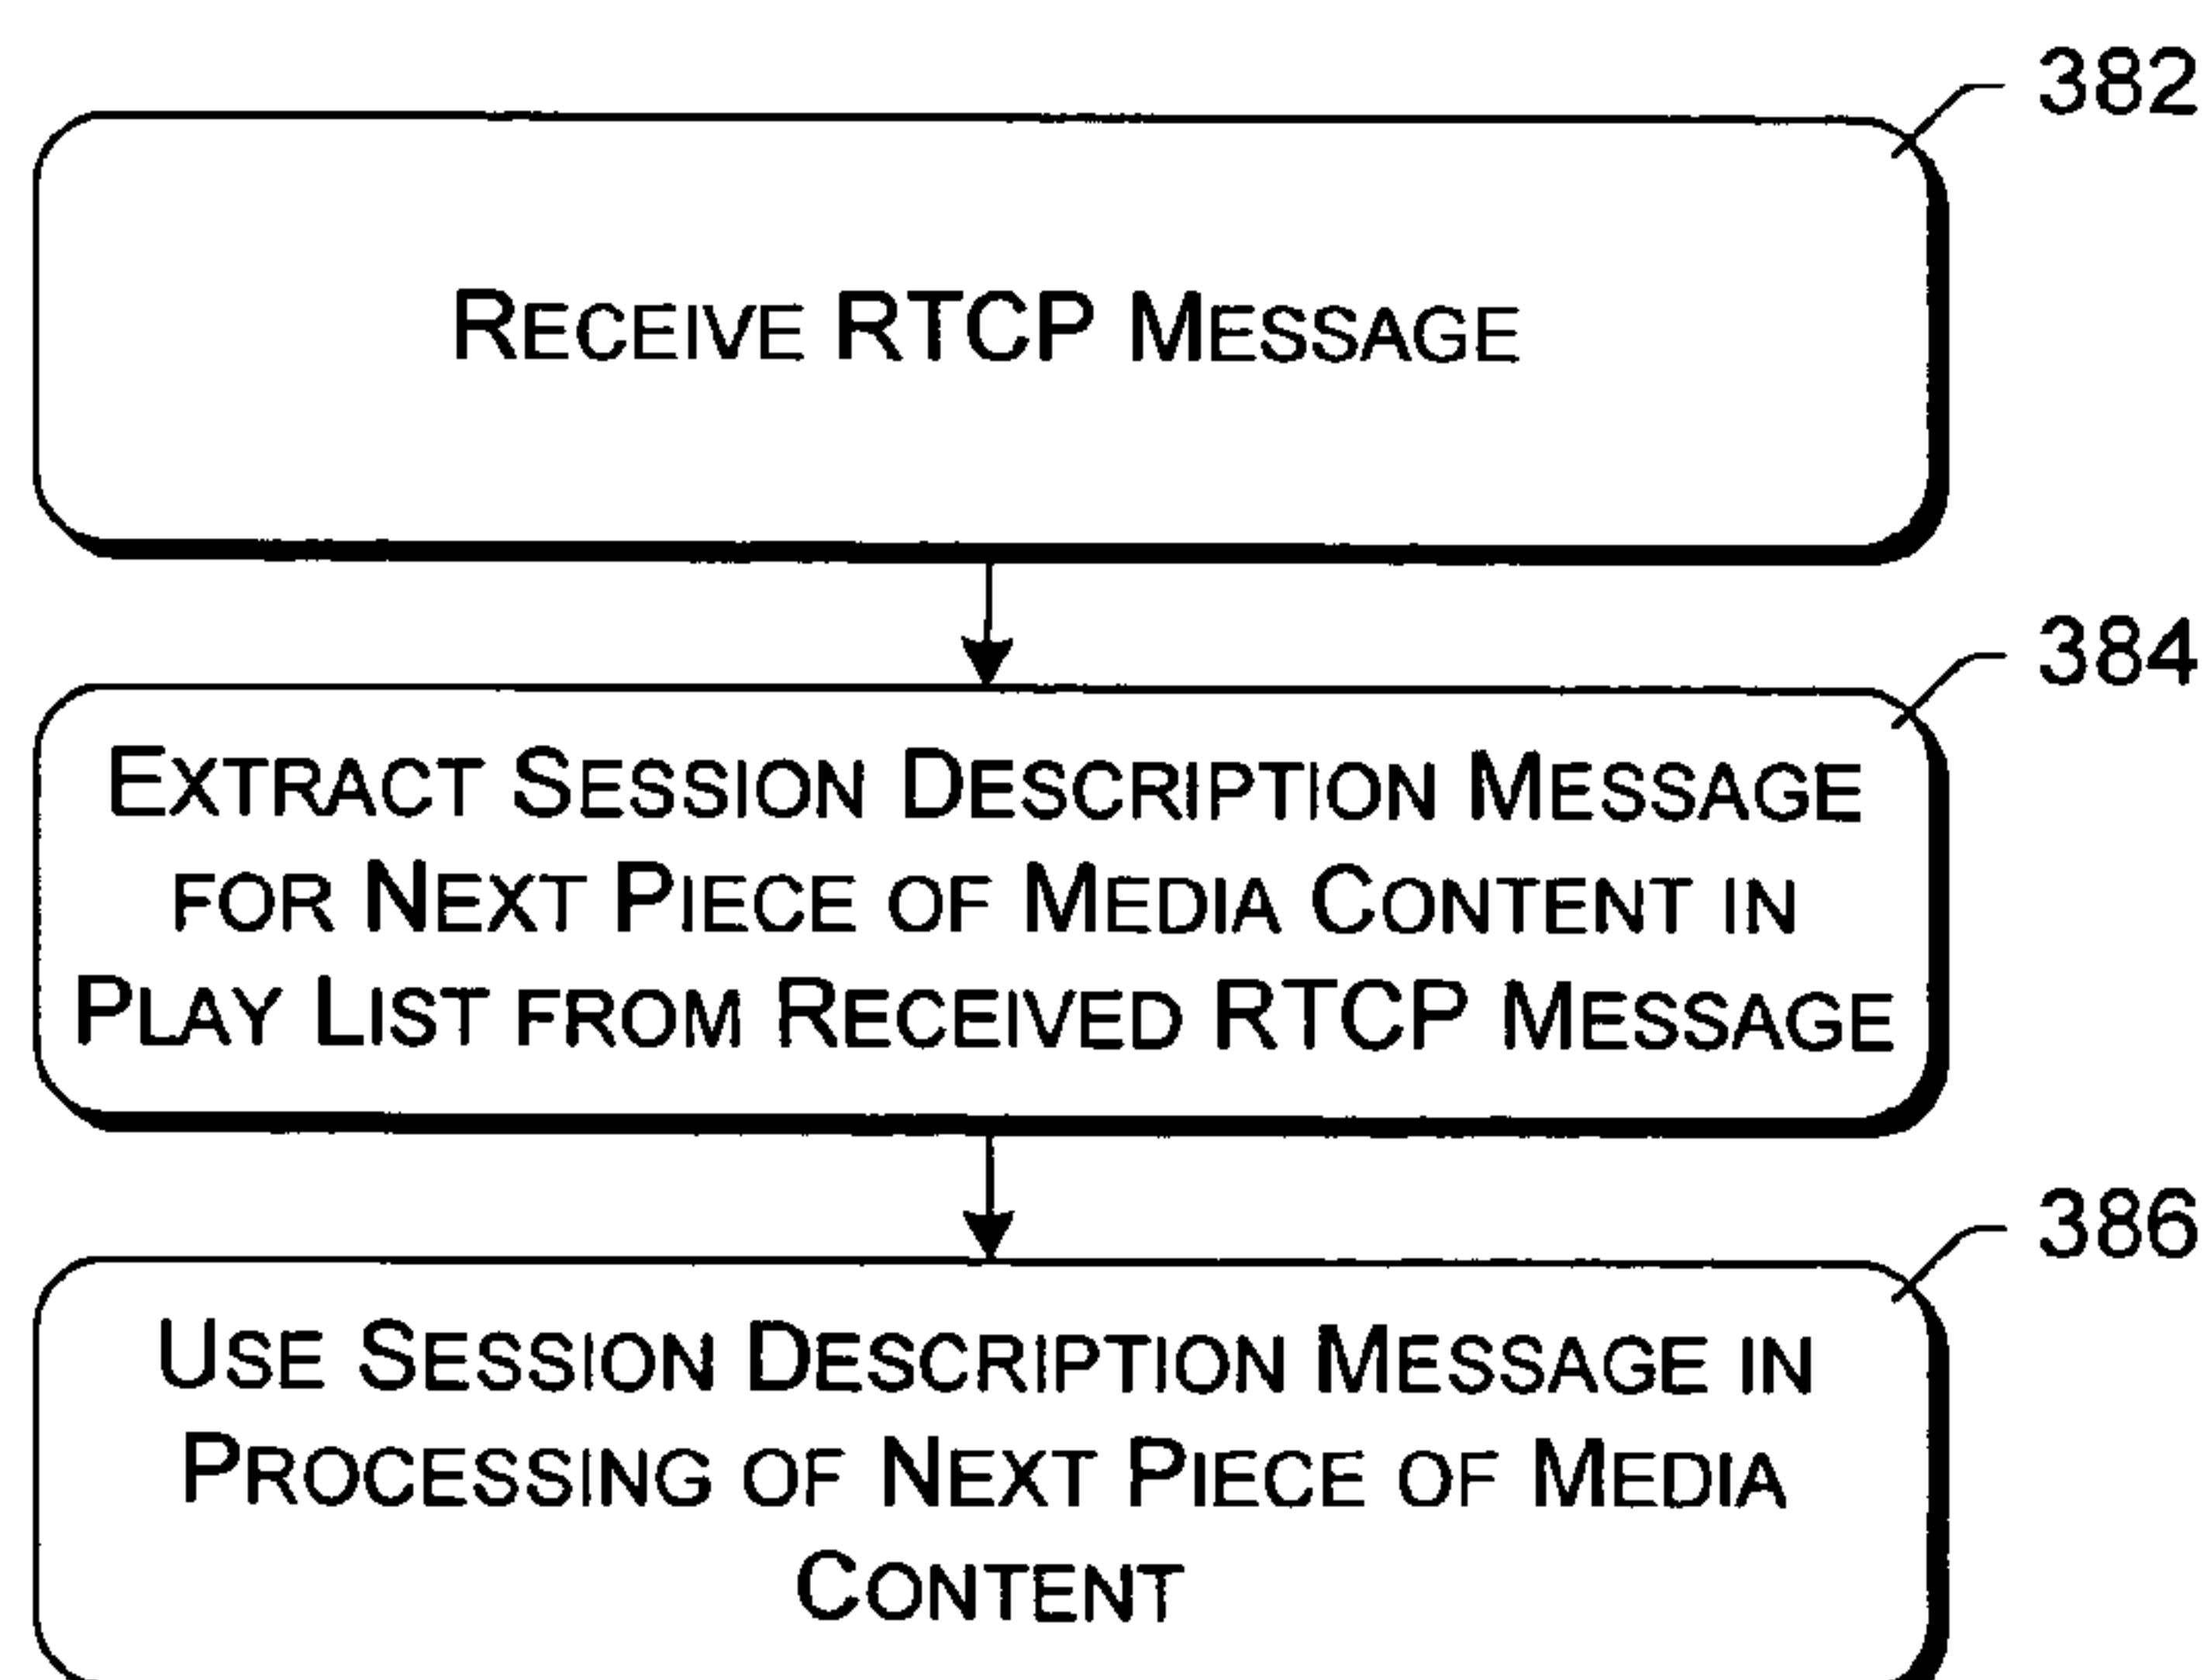 382
RECEIVE RTCP MESSAGE
384
EXTRACT SESSION DESCRIPTION MESSAGE
FOR NEXT PIECE OF MEDIA CONTENT IN
PLAY LIST FROM RECEIVED RTCP MESSAGE
386
USE SESSION DESCRIPTION MESSAGE IN
PROCESSING OF NEXT PIECE OF MEDIA
CONTENT